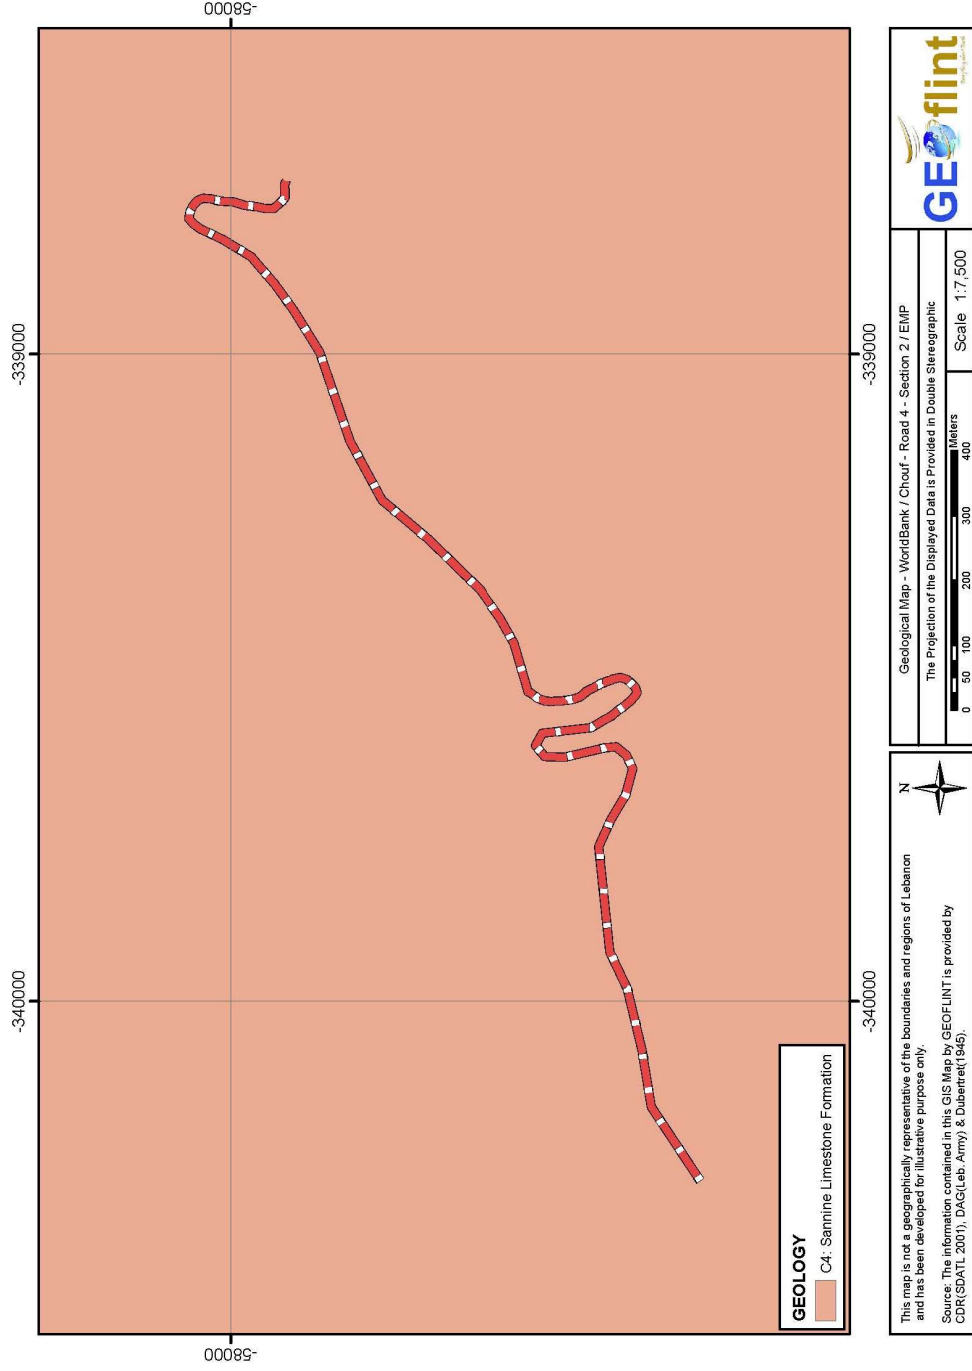 -340000
-339000
-58000
-58000
-340000
-339000
GEOLOGY
C4: Sannine Limestone Formation
This map is not a geographically representative of the boundaries and regions of Lebanon
and has been developed for illustrative purpose only.
Source: The information contained in this GIS Map by GEOFLINT is provided by
CDR(SDATL 2001), DAG(Leb. Army) & Dubertret(1945).
N
Geological Map - WorldBank / Chouf - Road 4 - Section 2 / EMP
The Projection of the Displayed Data is Provided in Double Stereographic
0 50 100 200 300 400
Meters
Scale 1:7,500
GEOflint